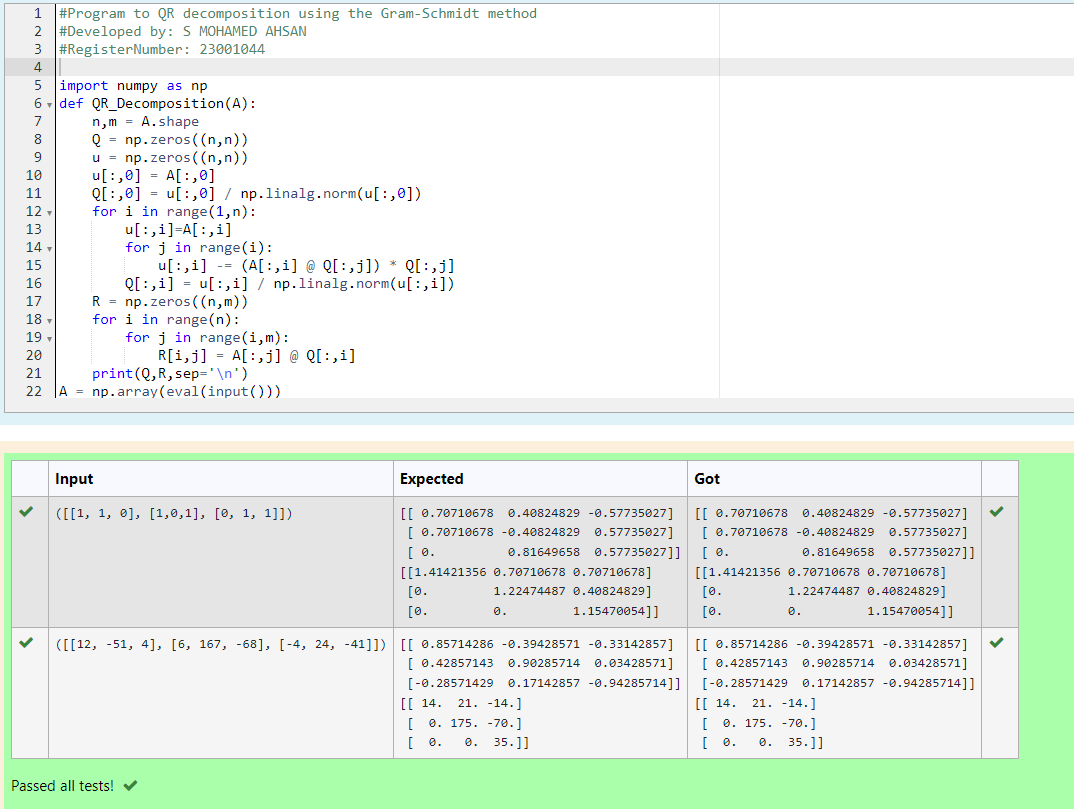 1 #Program to QR decomposition using the Gram-Schmidt method
2 #Developed by: S MOHAMED AHSAN
3 #RegisterNumber: 23001044
4
5 import numpy as np
6 def QR_Decomposition(A):
7     n,m = A.shape
8     Q = np.zeros((n,n))
9     u = np.zeros((n,n))
10     u[:,0] = A[:,0]
11     Q[:,0] = u[:,0] / np.linalg.norm(u[:,0])
12     for i in range(1,n):
13         u[:,i]=A[:,i]
14         for j in range(i):
15             u[:,i] -= (A[:,i] @ Q[:,j]) * Q[:,j]
16         Q[:,i] = u[:,i] / np.linalg.norm(u[:,i])
17     R = np.zeros((n,m))
18     for i in range(n):
19         for j in range(i,m):
20             R[i,j] = A[:,j] @ Q[:,i]
21     print(Q,R,sep='\n')
22 A = np.array(eval(input()))
Input Expected Got
([[1, 1, 0], [1,0,1], [0, 1, 1]])
[[ 0.70710678  0.40824829 -0.57735027]
 [ 0.70710678 -0.40824829  0.57735027]
 [ 0.          0.81649658  0.57735027]]
[[1.41421356 0.70710678 0.70710678]
 [0.         1.22474487 0.40824829]
 [0.         0.         1.15470054]]
[[ 0.70710678  0.40824829 -0.57735027]
 [ 0.70710678 -0.40824829  0.57735027]
 [ 0.          0.81649658  0.57735027]]
[[1.41421356 0.70710678 0.70710678]
 [0.         1.22474487 0.40824829]
 [0.         0.         1.15470054]]
([[12, -51, 4], [6, 167, -68], [-4, 24, -41]])
[[ 0.85714286 -0.39428571 -0.33142857]
 [ 0.42857143  0.90285714  0.03428571]
 [-0.28571429  0.17142857 -0.94285714]]
[[ 14.  21. -14.]
 [  0. 175. -70.]
 [  0.   0.  35.]]
[[ 0.85714286 -0.39428571 -0.33142857]
 [ 0.42857143  0.90285714  0.03428571]
 [-0.28571429  0.17142857 -0.94285714]]
[[ 14.  21. -14.]
 [  0. 175. -70.]
 [  0.   0.  35.]]
Passed all tests!